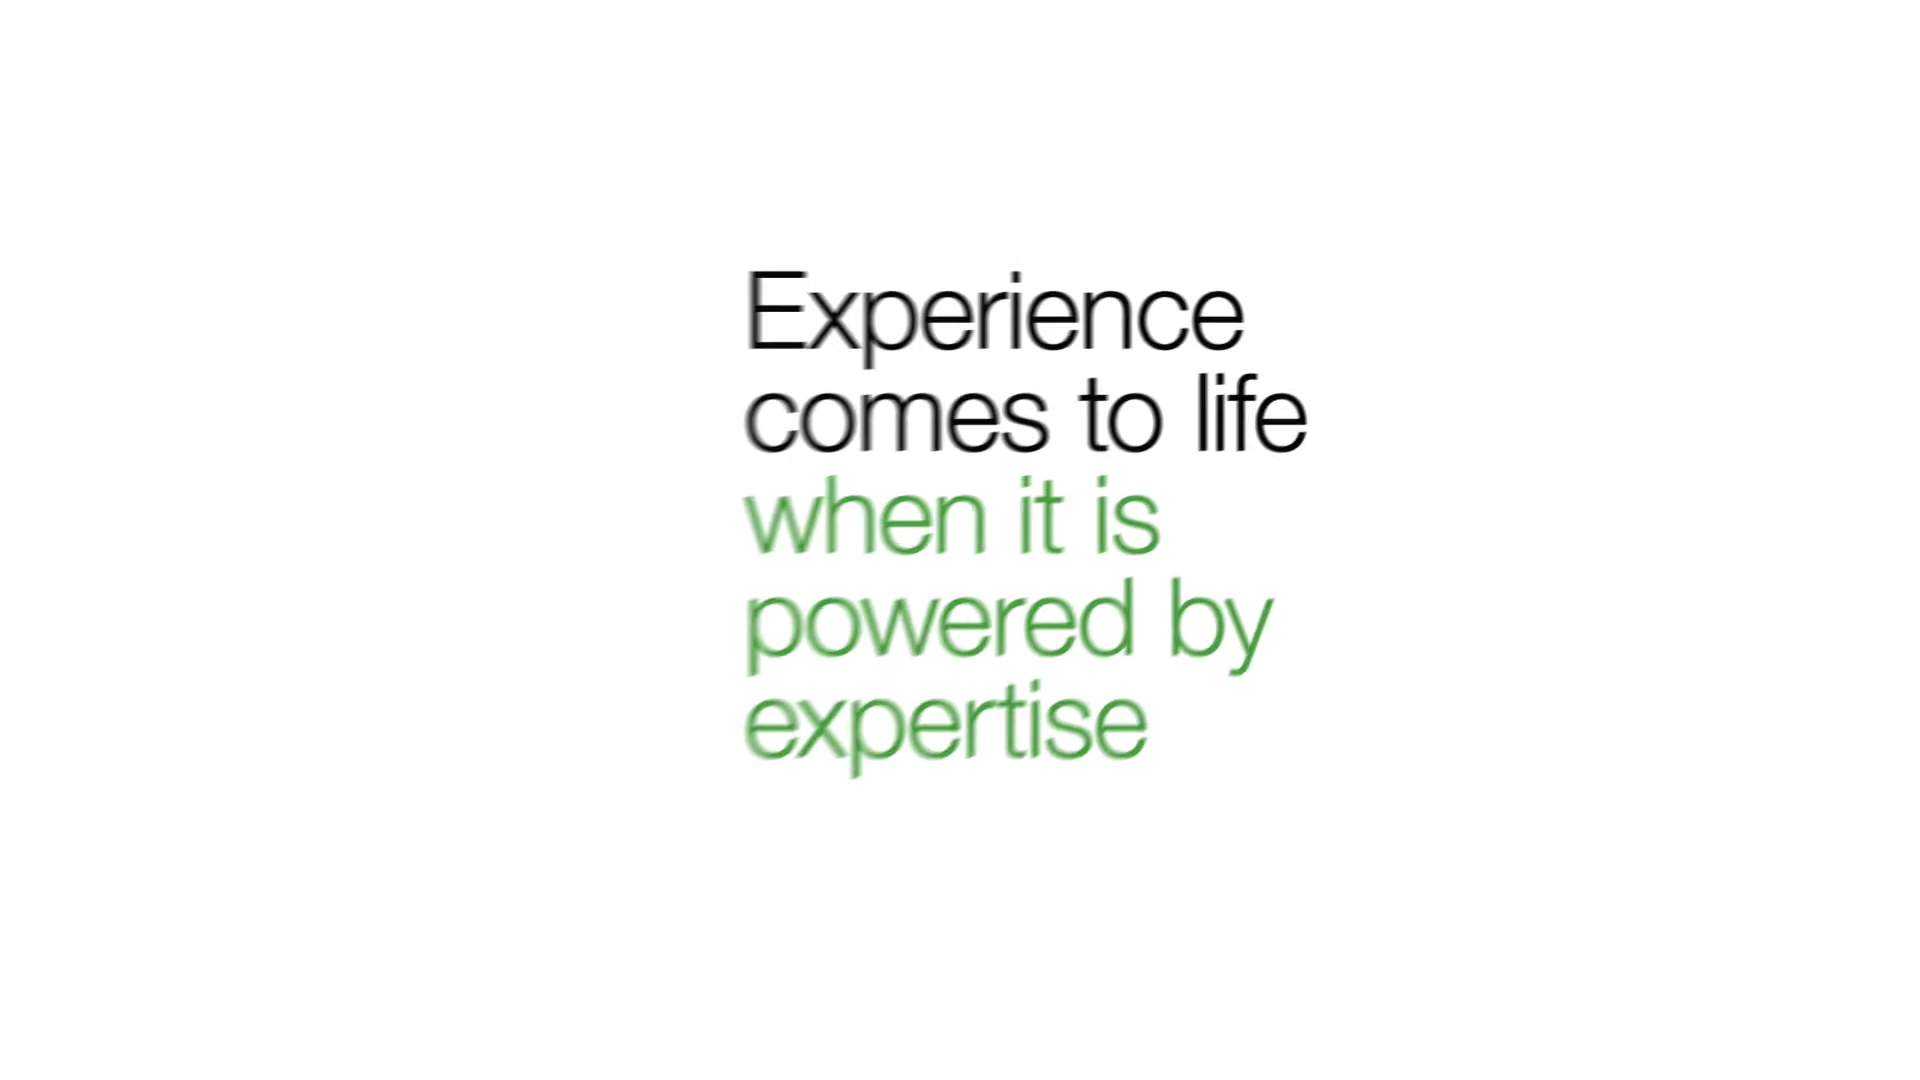 Experience
comes to life
when it is
powered by
expertise